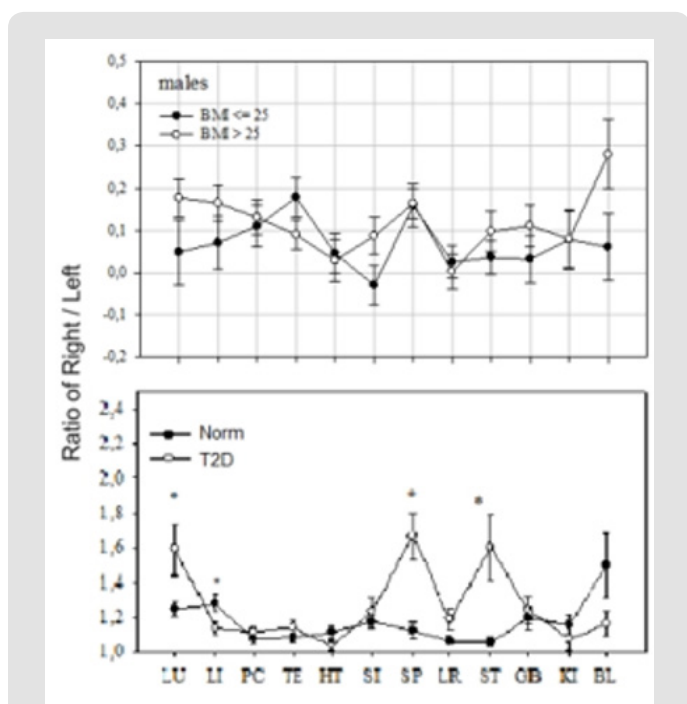 0,5
males
0,4
BMI <= 25
BMI > 25
0,3
0,2
0,1
0,0
-0,1
-0,2
Ratio of Right / Left
2,4
Norm
2,2
T2D
2,0
*
*
*
1,8
1,6
*
1,4
1,2
1,0
LU LI PC TE HT SI SP LR ST GB KI BL